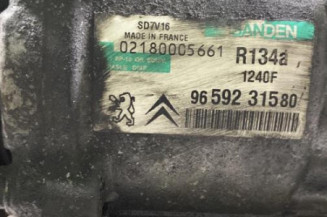 SD7V16
MADE IN FRANCE
SANDEN
02180005661
R134a
1240F
96 592 315 80